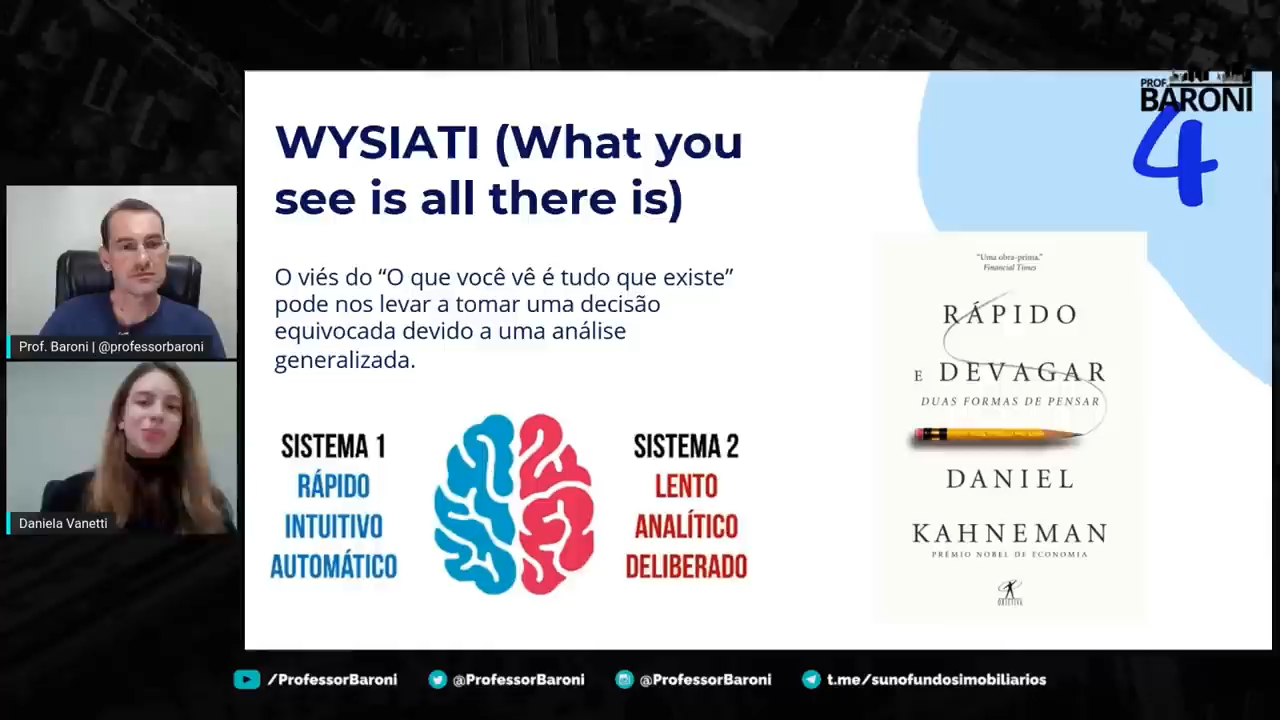 PROF.
BARONI
4
WYSIATI (What you
see is all there is)
O viés do “O que você vê é tudo que existe”
pode nos levar a tomar uma decisão
equivocada devido a uma análise
generalizada.
SISTEMA 1
RÁPIDO
INTUITIVO
AUTOMÁTICO
SISTEMA 2
LENTO
ANALÍTICO
DELIBERADO
“Uma obra-prima.”
Financial Times
RÁPIDO
E DEVAGAR
DUAS FORMAS DE PENSAR
DANIEL
KAHNEMAN
PRÊMIO NOBEL DE ECONOMIA
OBJETIVA
Prof. Baroni | @professorbaroni
Daniela Vanetti
/ProfessorBaroni @ProfessorBaroni @ProfessorBaroni t.me/sunofundosimobiliarios